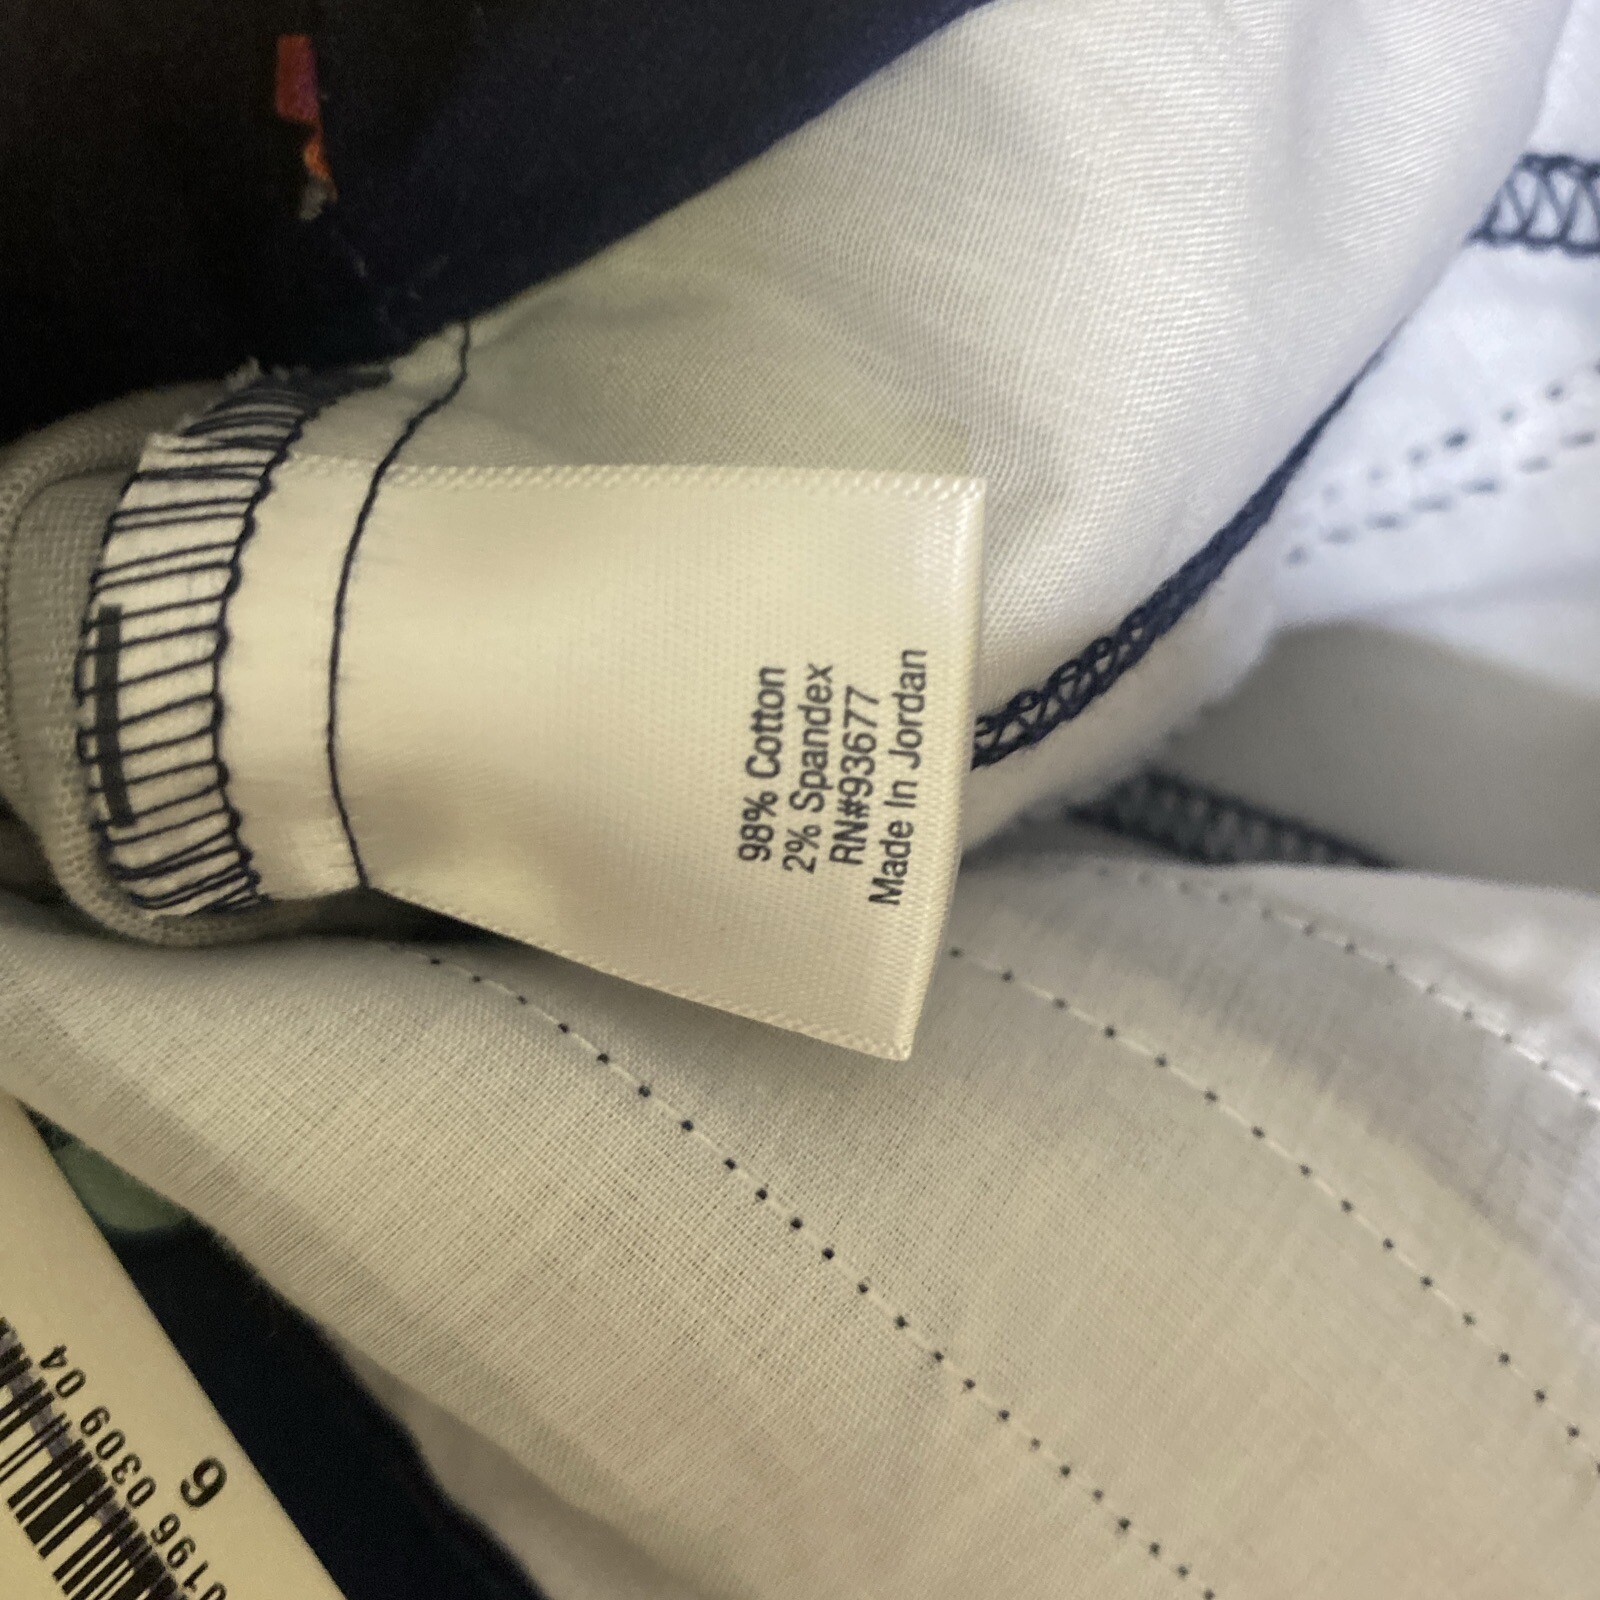 98% Cotton
2% Spandex
RN#93677
Made In Jordan
6
0196 0309 04